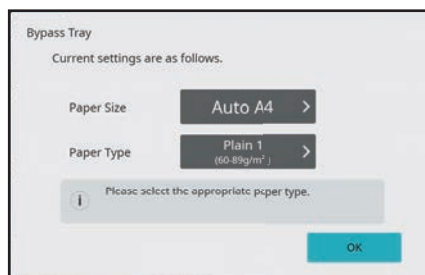 Bypass Tray
Current settings are as follows.
Paper Size
Auto A4 >
Paper Type
Plain 1 >
(60-89g/m²)
i Please select the appropriate paper type.
OK